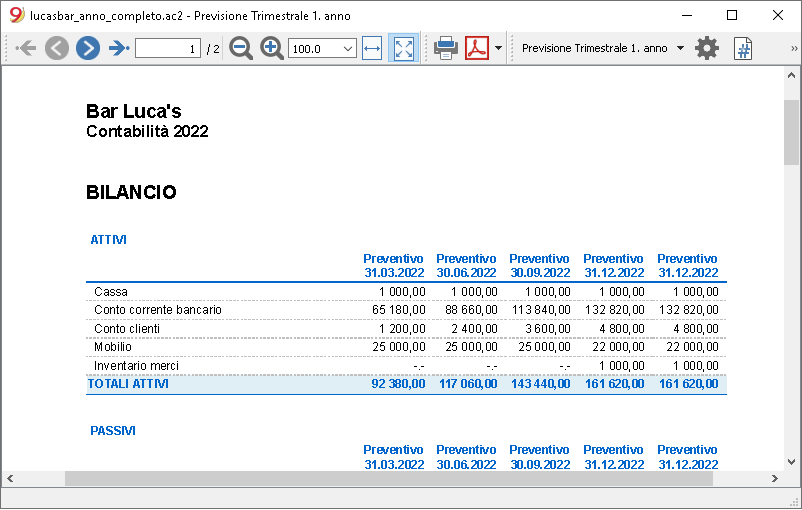 lucasbar_anno_completo.ac2 - Previsione Trimestrale 1. anno
1 / 2 100.0 Previsione Trimestrale 1. anno
Bar Luca's
Contabilità 2022
BILANCIO
ATTIVI
Preventivo Preventivo Preventivo Preventivo Preventivo
31.03.2022 30.06.2022 30.09.2022 31.12.2022 31.12.2022
Cassa 1 000,00 1 000,00 1 000,00 1 000,00 1 000,00
Conto corrente bancario 65 180,00 88 660,00 113 840,00 132 820,00 132 820,00
Conto clienti 1 200,00 2 400,00 3 600,00 4 800,00 4 800,00
Mobilio 25 000,00 25 000,00 25 000,00 22 000,00 22 000,00
Inventario merci -.- -.- -.- 1 000,00 1 000,00
TOTALI ATTIVI 92 380,00 117 060,00 143 440,00 161 620,00 161 620,00
PASSIVI
Preventivo Preventivo Preventivo Preventivo Preventivo
31.03.2022 30.06.2022 30.09.2022 31.12.2022 31.12.2022